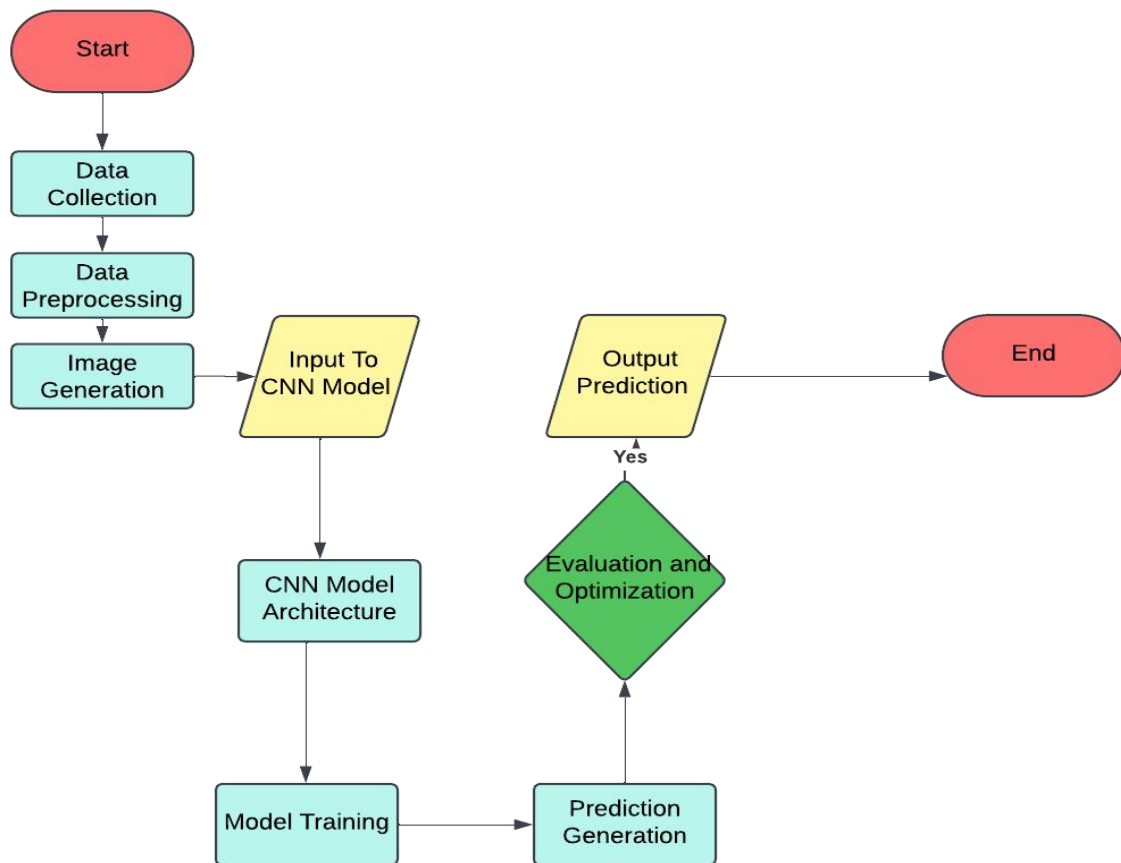 Start
Data
Collection
Data
Preprocessing
Image
Generation
Input To
CNN Model
CNN Model
Architecture
Model Training
Prediction
Generation
Evaluation and
Optimization
Yes
Output
Prediction
End